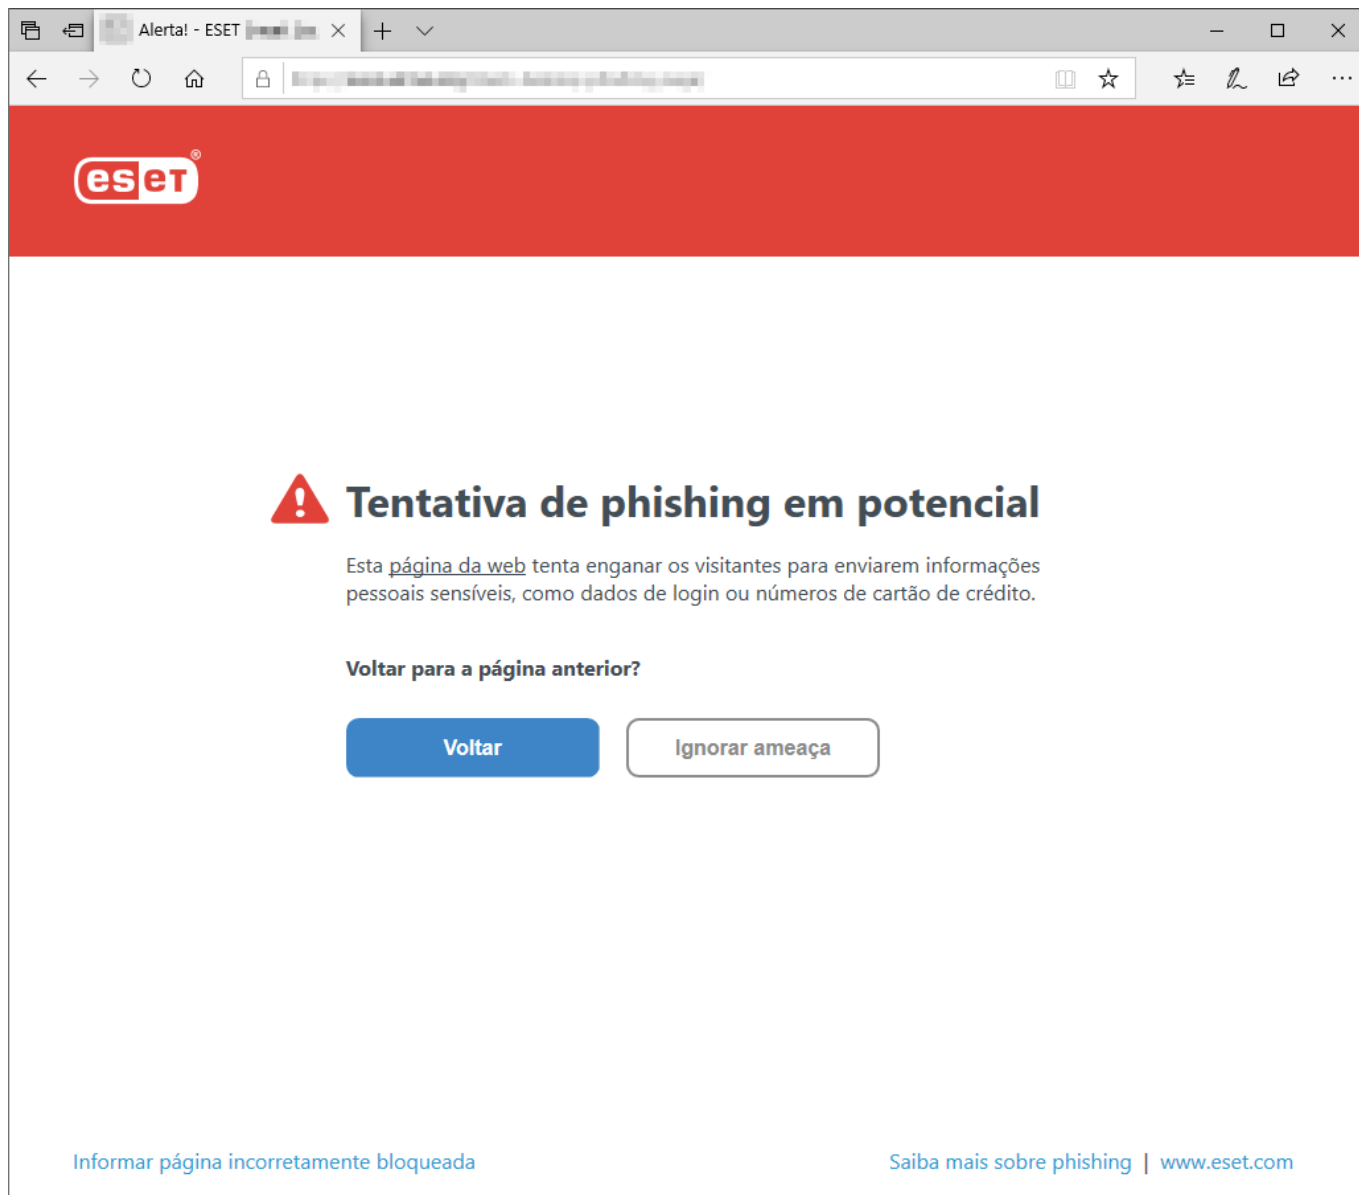 Alerta! - ESET
eset®
Tentativa de phishing em potencial
Esta página da web tenta enganar os visitantes para enviarem informações
pessoais sensíveis, como dados de login ou números de cartão de crédito.
Voltar para a página anterior?
Voltar
Ignorar ameaça
Informar página incorretamente bloqueada
Saiba mais sobre phishing | www.eset.com